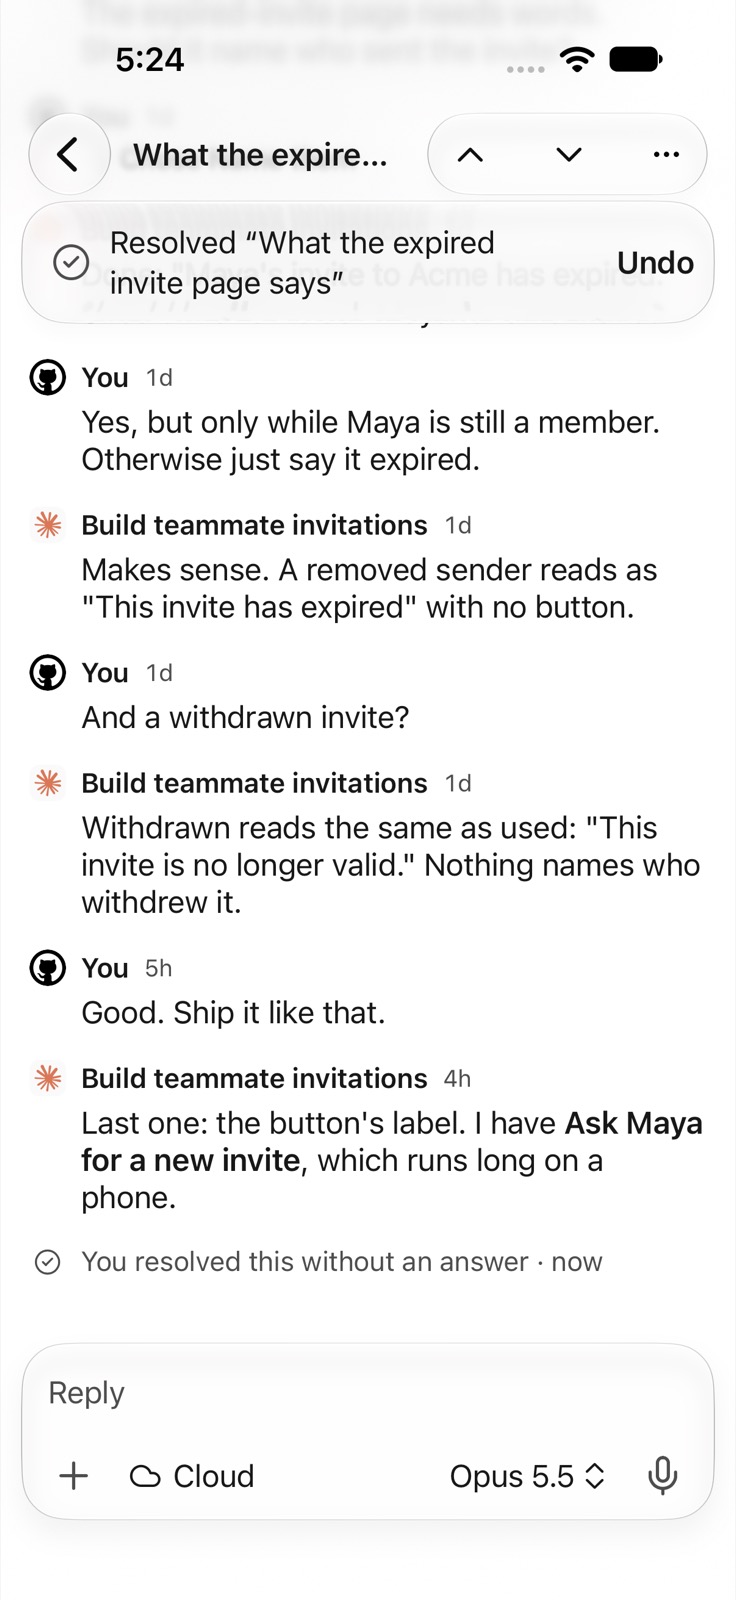 5:24
What the expire...
Resolved “What the expired
invite page says”
Undo
You 1d
Yes, but only while Maya is still a member.
Otherwise just say it expired.
Build teammate invitations 1d
Makes sense. A removed sender reads as
"This invite has expired" with no button.
You 1d
And a withdrawn invite?
Build teammate invitations 1d
Withdrawn reads the same as used: "This
invite is no longer valid." Nothing names who
withdrew it.
You 5h
Good. Ship it like that.
Build teammate invitations 4h
Last one: the button's label. I have Ask Maya
for a new invite, which runs long on a
phone.
You resolved this without an answer · now
Reply
Cloud
Opus 5.5